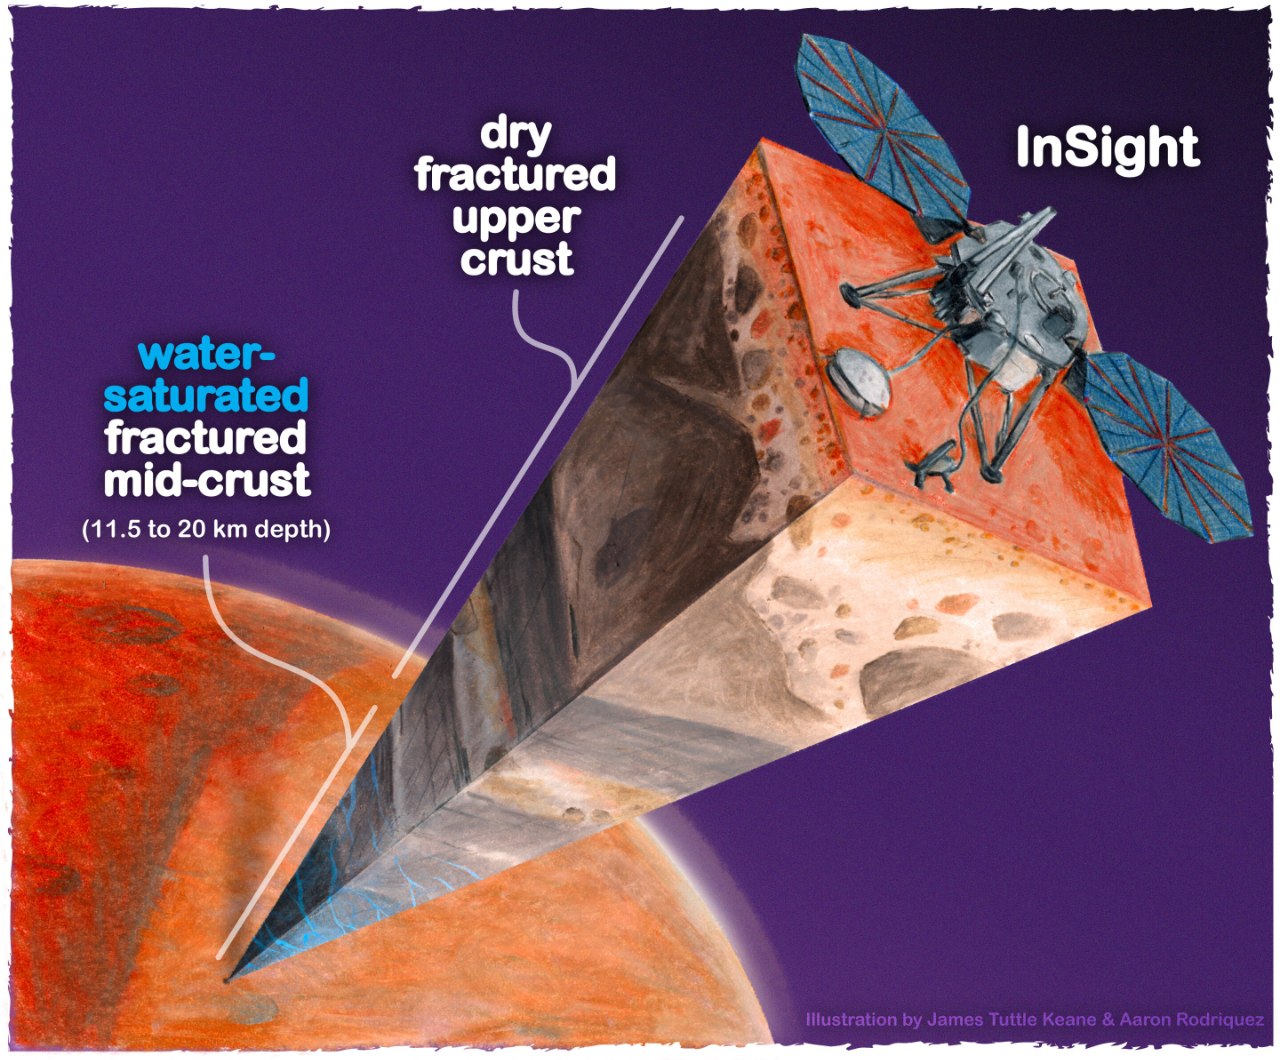 InSight
dry
fractured
upper
crust
water-
saturated
fractured
mid-crust
(11.5 to 20 km depth)
Illustration by James Tuttle Keane & Aaron Rodriquez